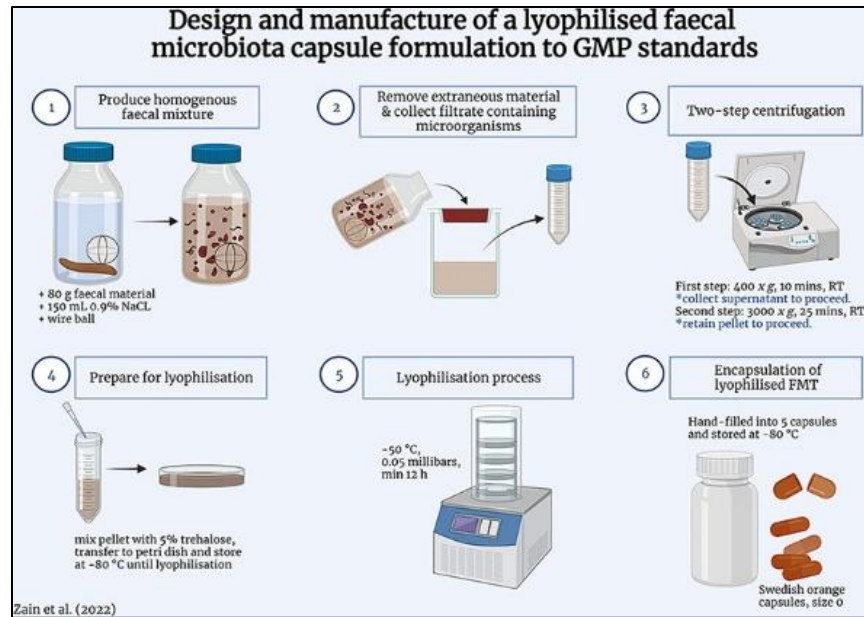 Design and manufacture of a lyophilised faecal
microbiota capsule formulation to GMP standards
1
Produce homogenous
faecal mixture
+ 80 g faecal material
+ 150 mL 0.9% NaCL
+ wire ball
2
Remove extraneous material
& collect filtrate containing
microorganisms
3
Two-step centrifugation
First step: 400 x g, 10 mins, RT
*collect supernatant to proceed.
Second step: 3000 x g, 25 mins, RT
*retain pellet to proceed.
4
Prepare for lyophilisation
mix pellet with 5% trehalose,
transfer to petri dish and store
at -80 °C until lyophilisation
5
Lyophilisation process
-50 °C,
0.05 millibars,
min 12 h
6
Encapsulation of
lyophilised FMT
Hand-filled into 5 capsules
and stored at -80 °C
Swedish orange
capsules, size 0
Zain et al. (2022)